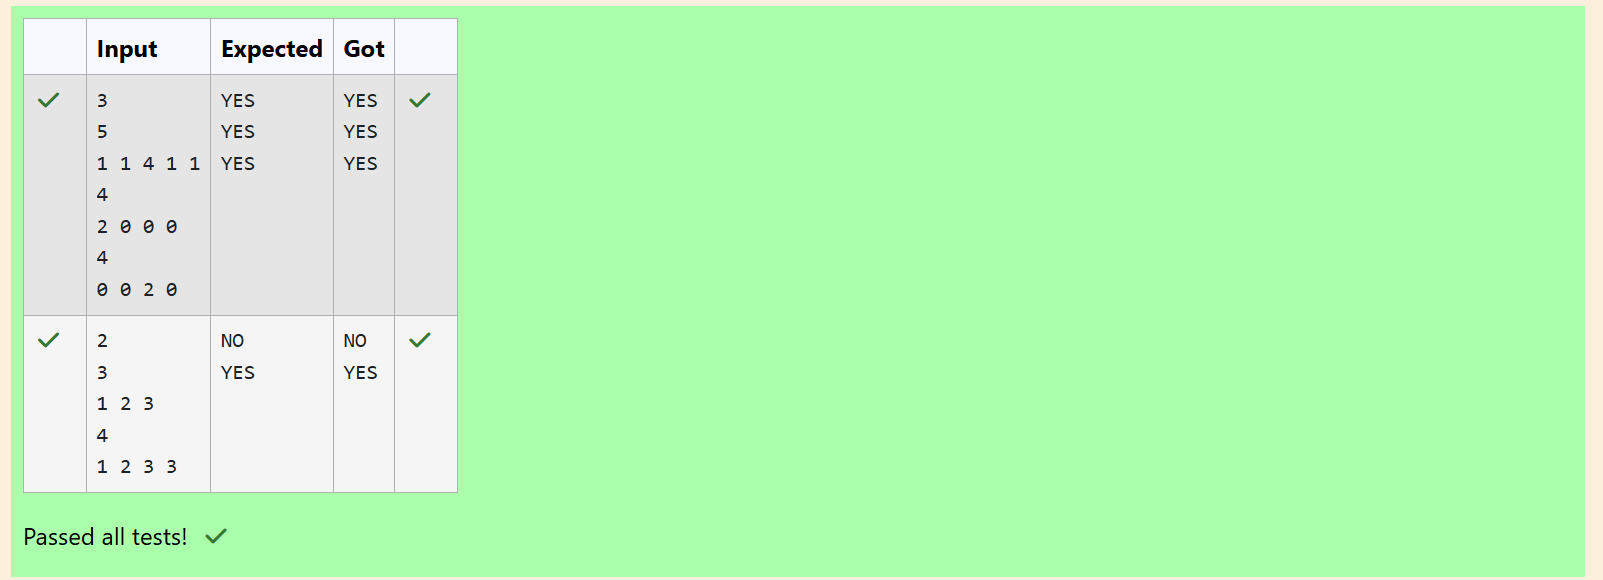 Input Expected Got
3 YES YES
5 YES YES
1 1 4 1 1 YES YES
4
2 0 0 0
4
0 0 2 0
2 NO NO
3 YES YES
1 2 3
4
1 2 3 3
Passed all tests!